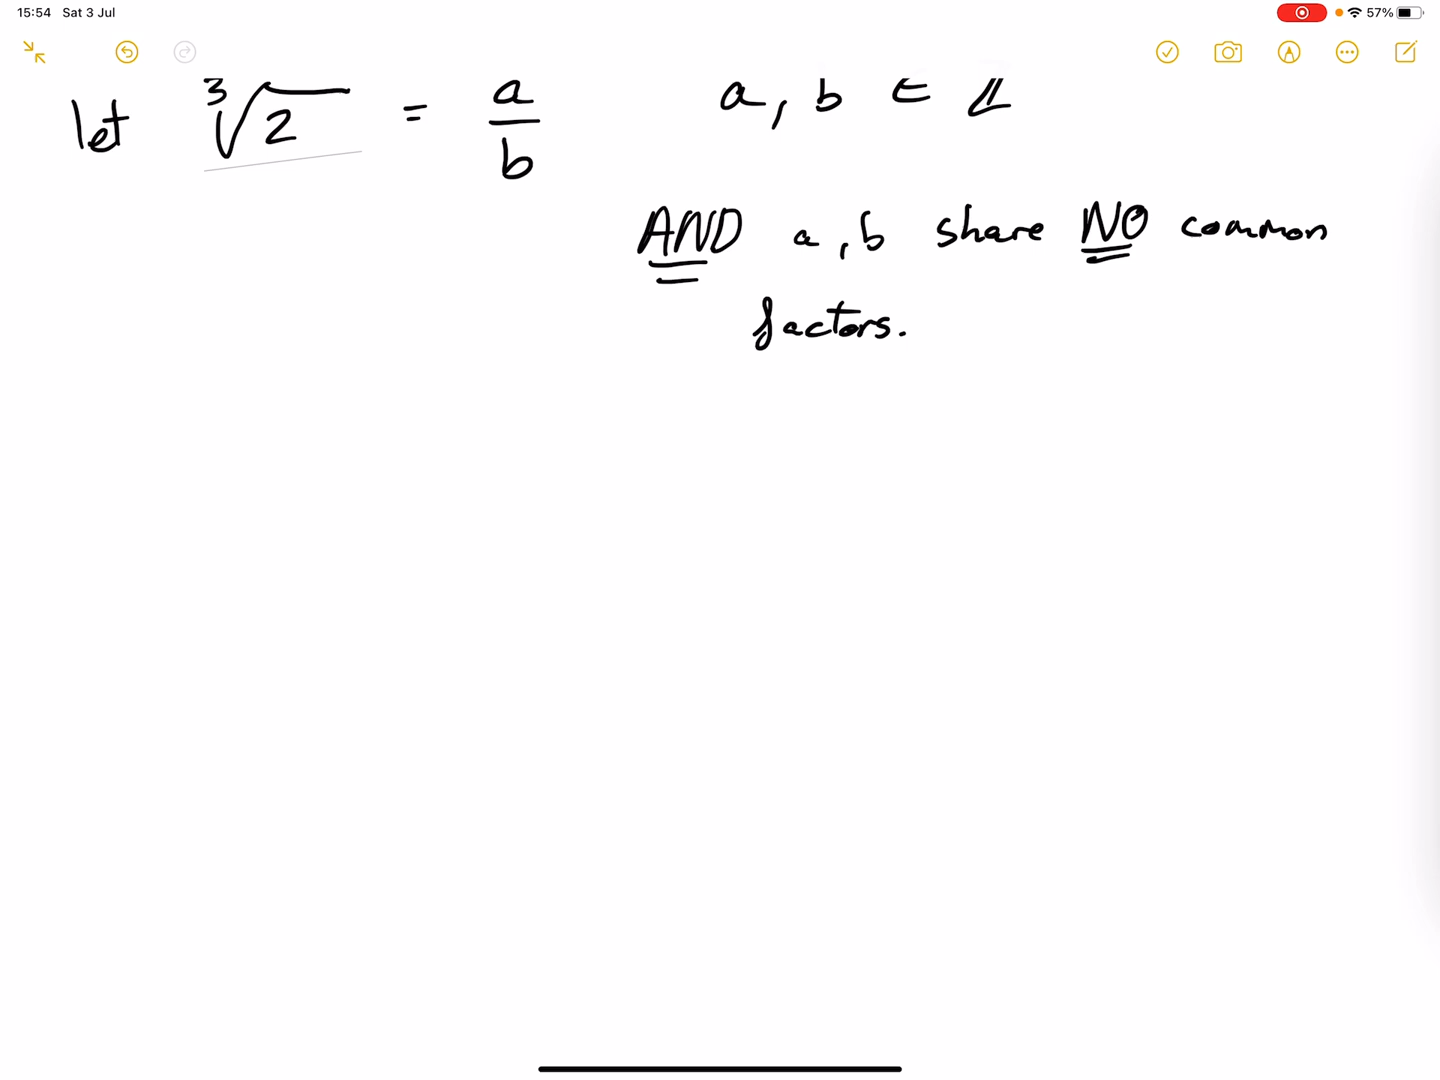 15:54 Sat 3 Jul 57%
let ∛2 = a/b a, b ∈ ℤ
AND a, b share NO common
factors.